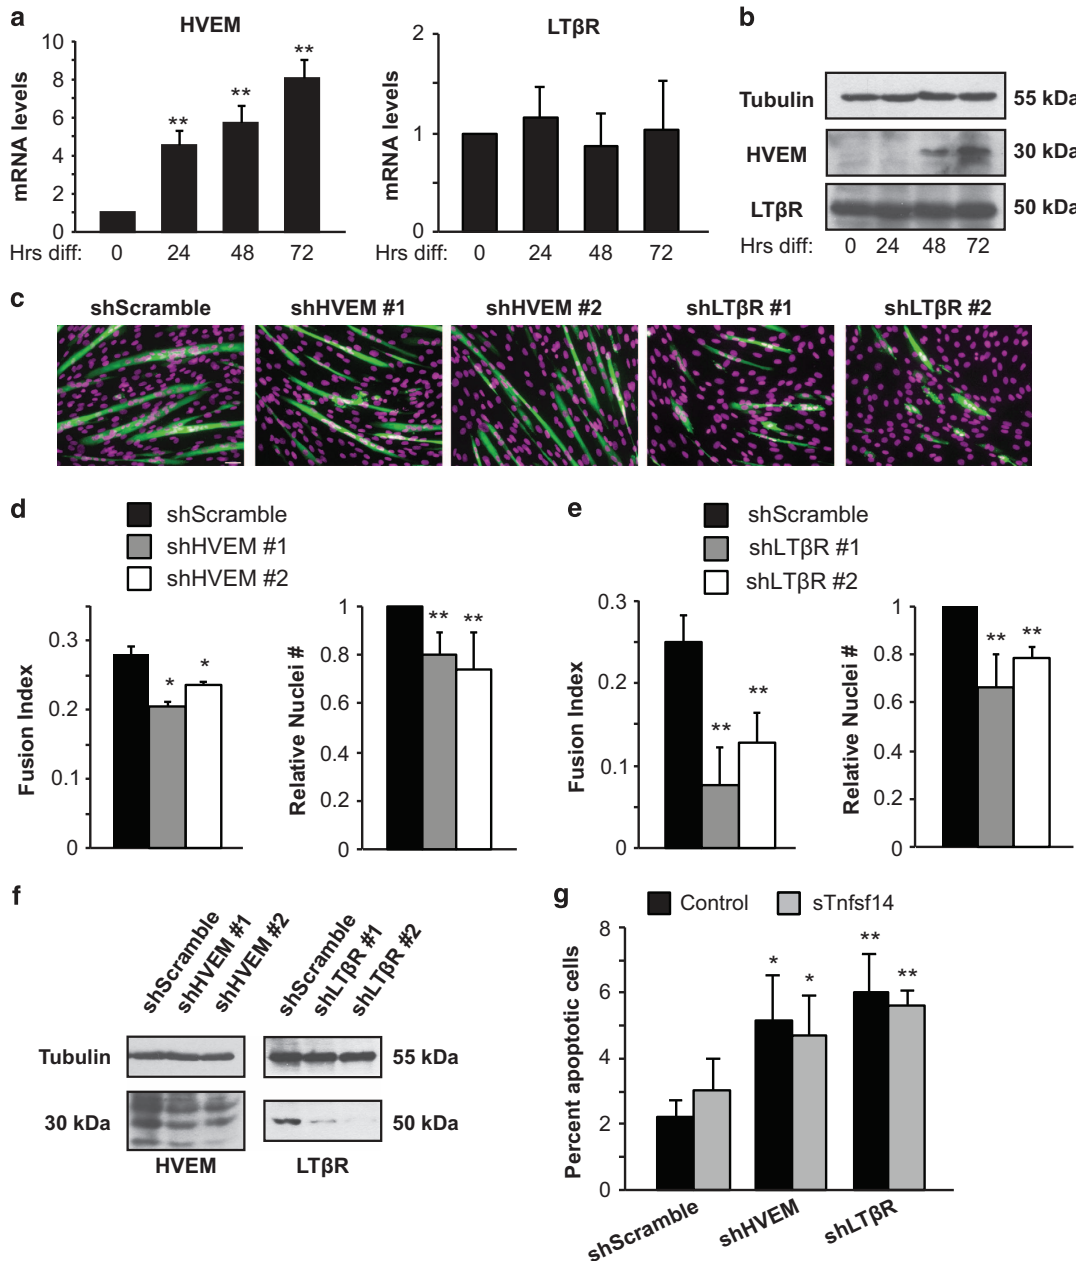 a
HVEM
mRNA levels
10
8
6
4
2
0
**
**
**
Hrs diff: 0 24 48 72
LTβR
mRNA levels
2
1
0
0 24 48 72
b
Tubulin 55 kDa
HVEM 30 kDa
LTβR 50 kDa
Hrs diff: 0 24 48 72
c
shScramble shHVEM #1 shHVEM #2 shLTβR #1 shLTβR #2
d
shScramble
shHVEM #1
shHVEM #2
Fusion Index
0.3
0.2
0.1
0
*
*
Relative Nuclei #
1
0.8
0.6
0.4
0.2
0
**
**
e
shScramble
shLTβR #1
shLTβR #2
Fusion Index
0.3
0.2
0.1
0
**
**
Relative Nuclei #
1
0.8
0.6
0.4
0.2
0
**
**
f
shScramble
shHVEM #1
shHVEM #2
shScramble
shLTβR #1
shLTβR #2
Tubulin 55 kDa
30 kDa 50 kDa
HVEM LTβR
g
Control sTnfsf14
Percent apoptotic cells
8
6
4
2
0
*
*
**
**
shScramble
shHVEM
shLTβR